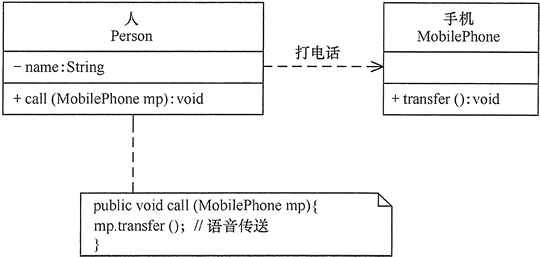 人
Person
- name:String
+ call (MobilePhone mp):void
打电话
手机
MobilePhone
+ transfer ():void
public void call (MobilePhone mp){
mp.transfer (); // 语音传送
}